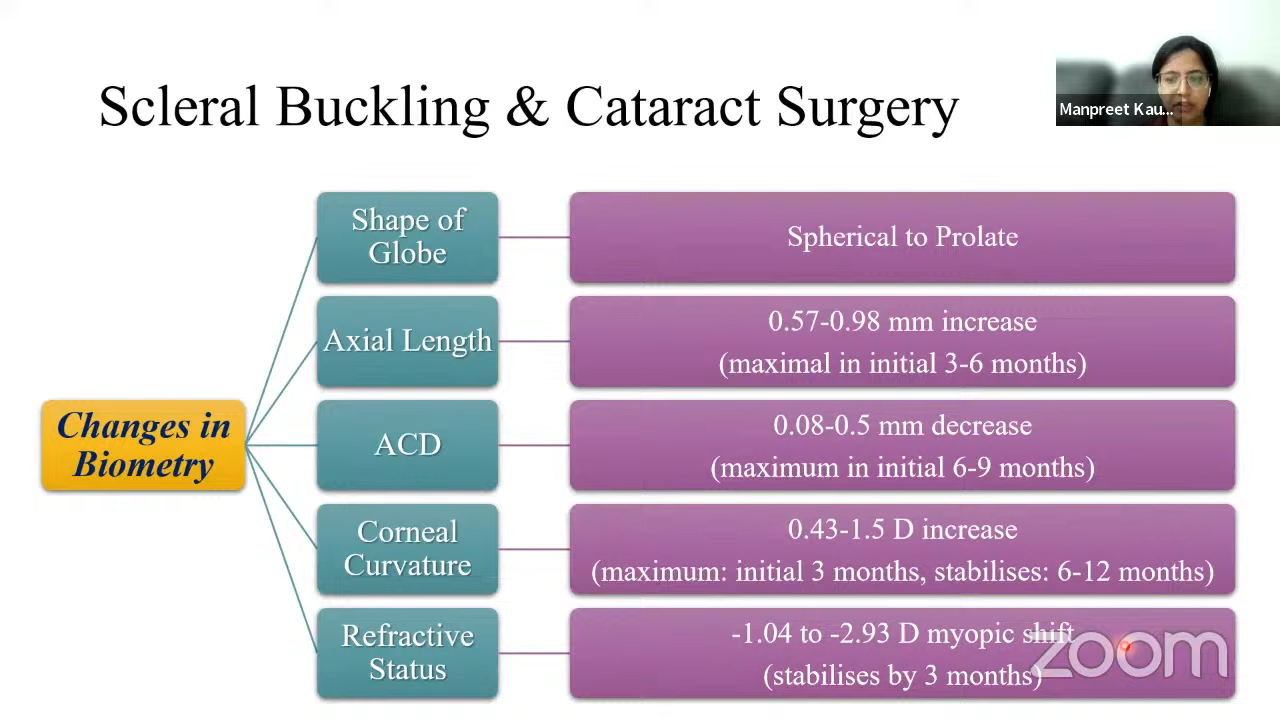 Scleral Buckling & Cataract Surgery
Manpreet Kau...
Changes in
Biometry
Shape of
Globe
Spherical to Prolate
Axial Length
0.57-0.98 mm increase
(maximal in initial 3-6 months)
ACD
0.08-0.5 mm decrease
(maximum in initial 6-9 months)
Corneal
Curvature
0.43-1.5 D increase
(maximum: initial 3 months, stabilises: 6-12 months)
Refractive
Status
-1.04 to -2.93 D myopic shift
(stabilises by 3 months)
zoom